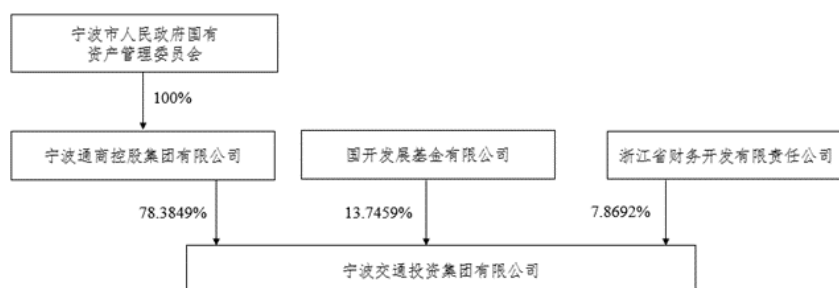 宁波市人民政府国有
资产管理委员会
100%
宁波通商控股集团有限公司
国开发展基金有限公司
浙江省财务开发有限责任公司
78.3849%
13.7459%
7.8692%
宁波交通投资集团有限公司